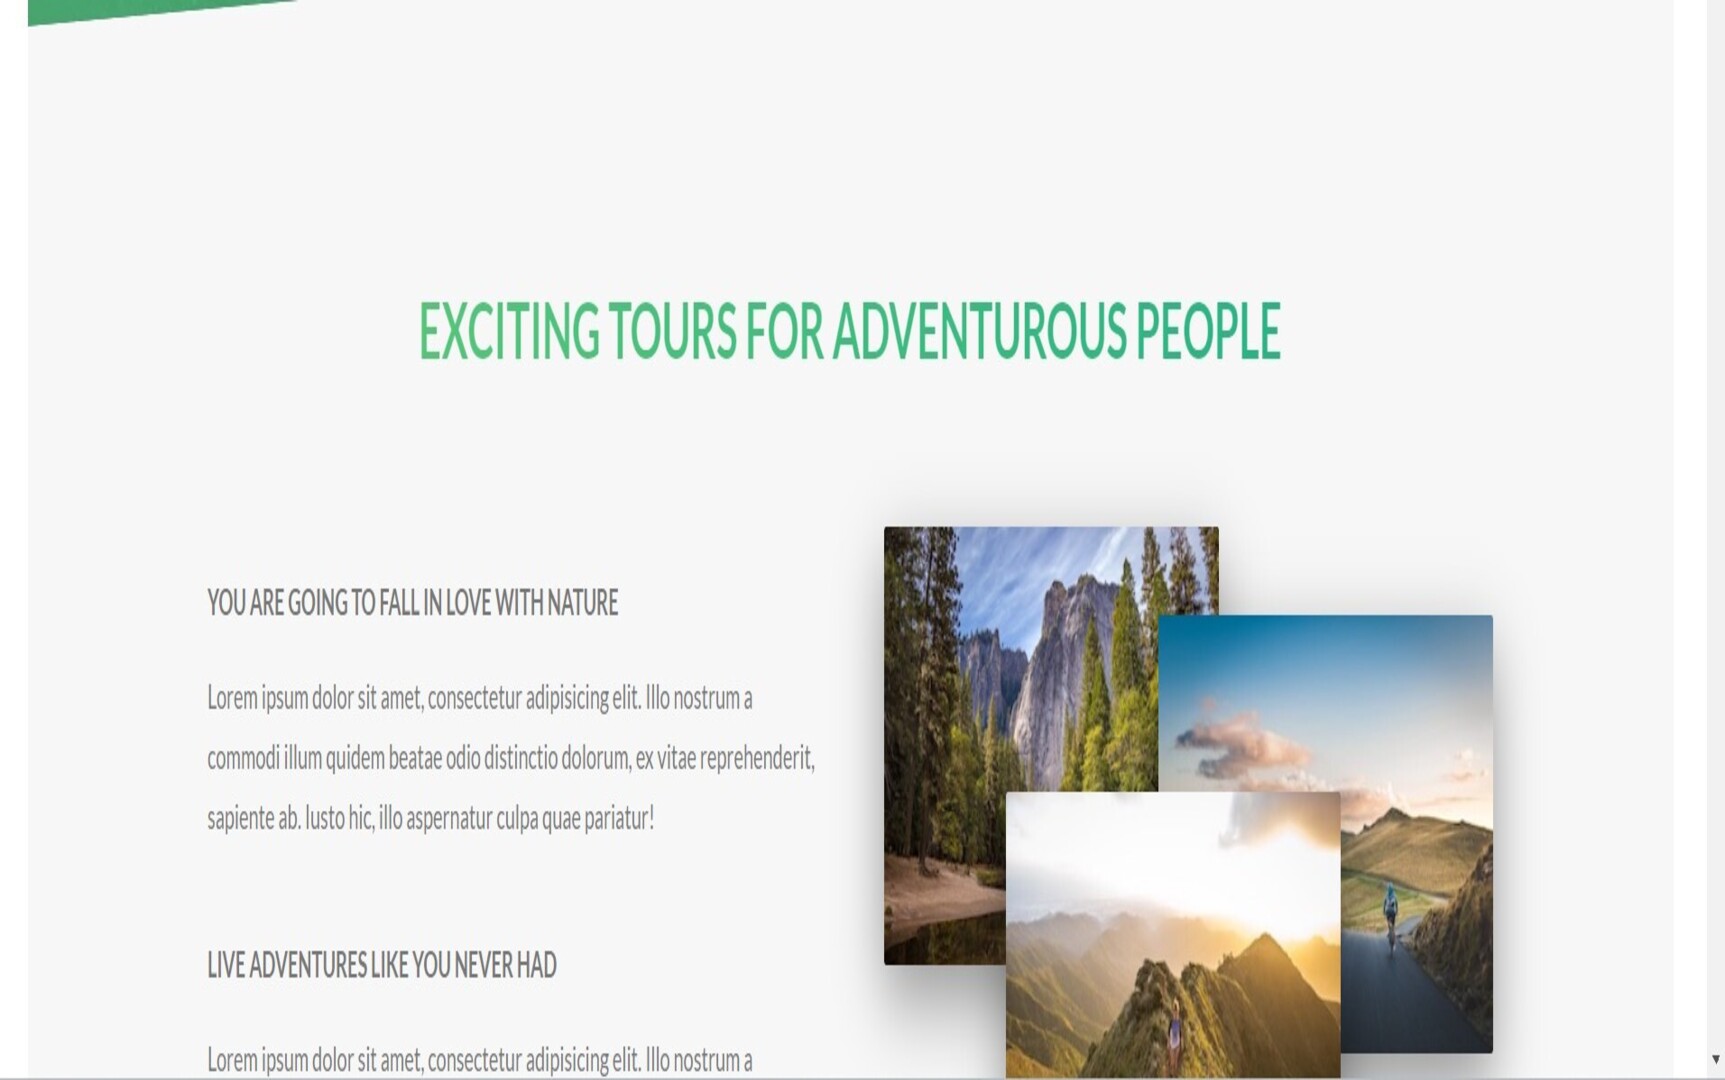 EXCITING TOURS FOR ADVENTUROUS PEOPLE
YOU ARE GOING TO FALL IN LOVE WITH NATURE
Lorem ipsum dolor sit amet, consectetur adipisicing elit. Illo nostrum a
commodi illum quidem beatae odio distinctio dolorum, ex vitae reprehenderit,
sapiente ab. Iusto hic, illo aspernatur culpa quae pariatur!
LIVE ADVENTURES LIKE YOU NEVER HAD
Lorem ipsum dolor sit amet, consectetur adipisicing elit. Illo nostrum a